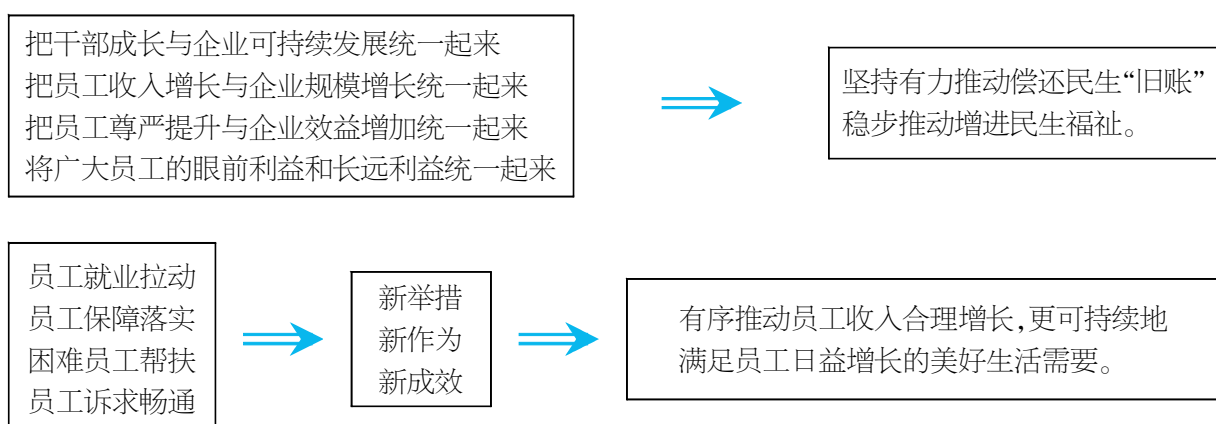 把干部成长与企业可持续发展统一起来
把员工收入增长与企业规模增长统一起来
把员工尊严提升与企业效益增加统一起来
将广大员工的眼前利益和长远利益统一起来
坚持有力推动偿还民生“旧账”
稳步推动增进民生福祉。
员工就业拉动
员工保障落实
困难员工帮扶
员工诉求畅通
新举措
新作为
新成效
有序推动员工收入合理增长,更可持续地
满足员工日益增长的美好生活需要。